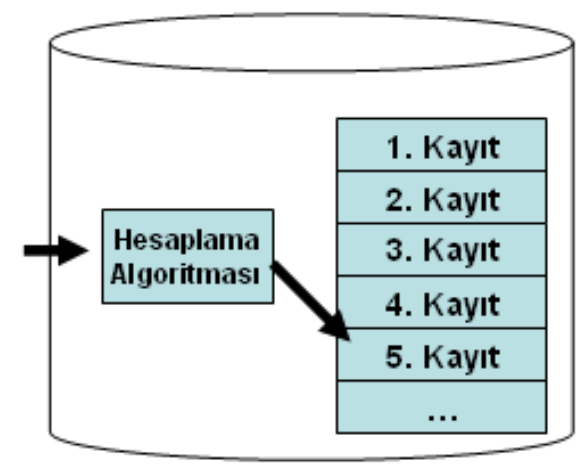 Hesaplama
Algoritması
1. Kayıt
2. Kayıt
3. Kayıt
4. Kayıt
5. Kayıt
...